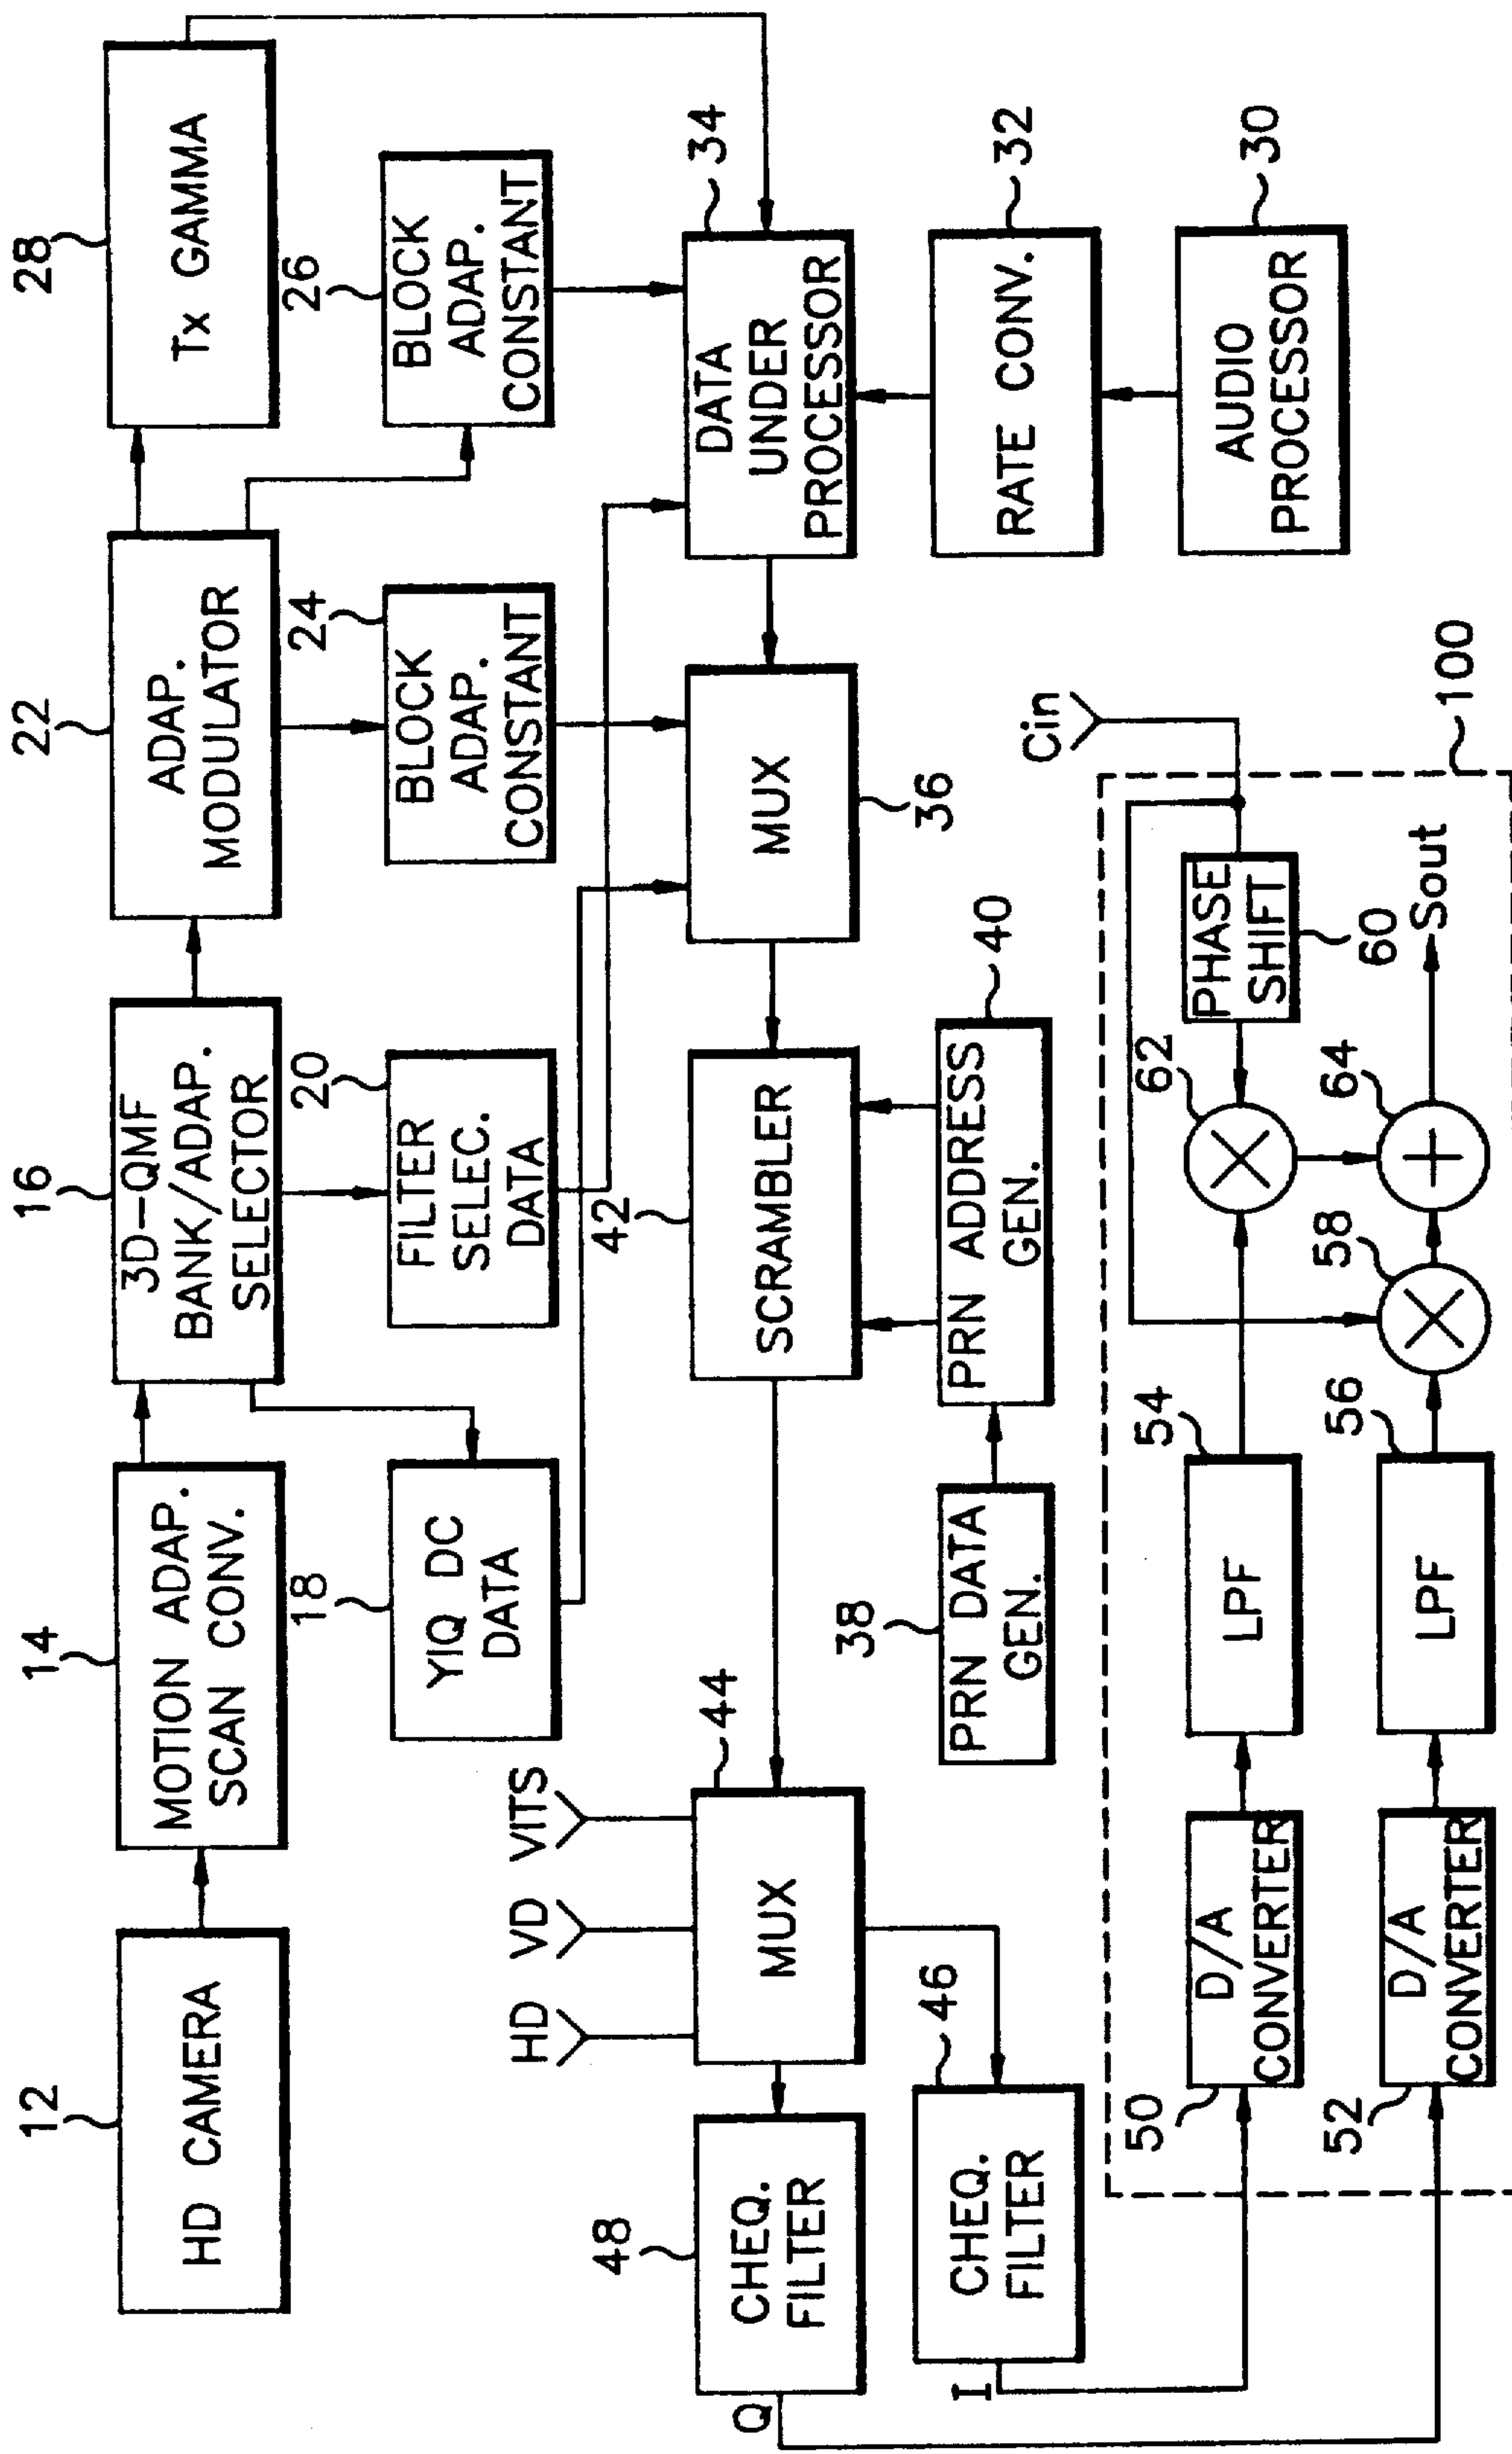 12
HD CAMERA
14
MOTION ADAP.
SCAN CONV.
16
3D-QMF
BANK/ADAP.
SELECTOR
22
ADAP.
MODULATOR
28
Tx GAMMA
18
YIQ DC
DATA
20
FILTER
SELEC.
DATA
24
BLOCK
ADAP.
CONSTANT
26
BLOCK
ADAP.
CONSTANT
HD
VD
VITS
44
MUX
42
SCRAMBLER
MUX
36
DATA
UNDER
PROCESSOR
34
48
CHEQ.
FILTER
Q
46
CHEQ.
FILTER
I
38
PRN DATA
GEN.
40
PRN ADDRESS
GEN.
RATE CONV.
32
AUDIO
PROCESSOR
30
Cin
100
50
D/A
CONVERTER
54
LPF
62
PHASE
SHIFT
60
52
D/A
CONVERTER
56
LPF
58
64
Sout